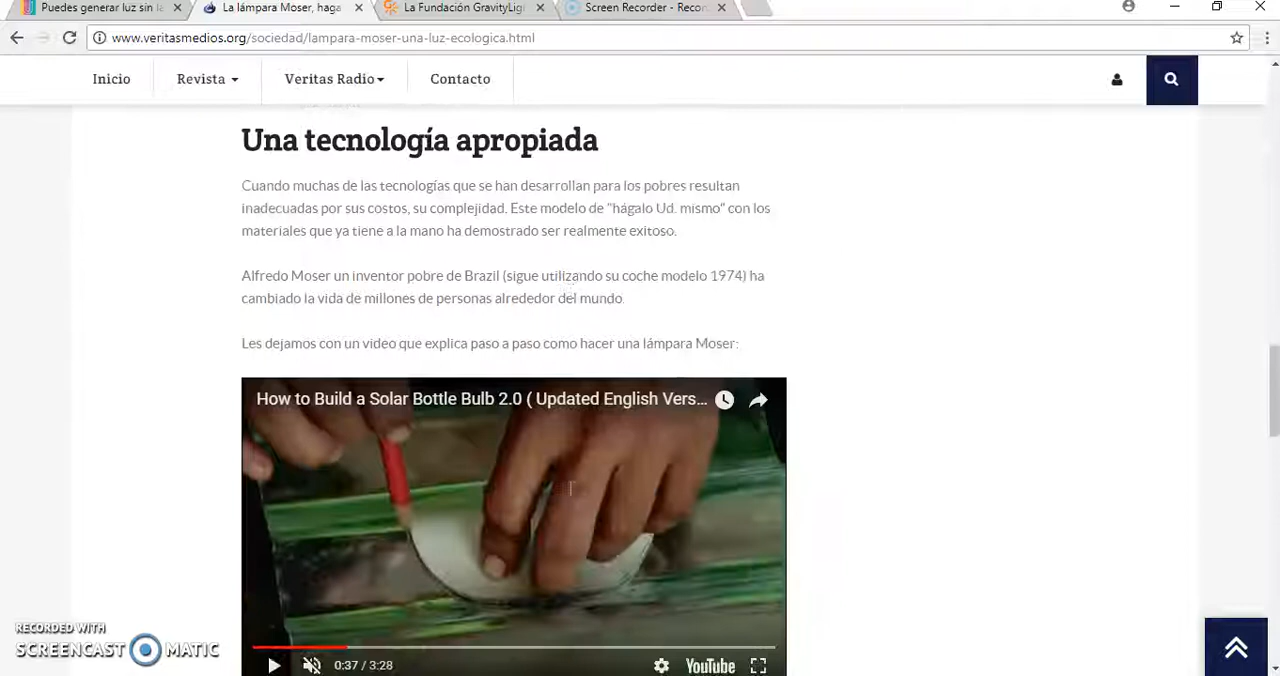 Puedes generar luz sin la
La lámpara Moser, haga
La Fundación GravityLigh
Screen Recorder - Recor
www.veritasmedios.org/sociedad/lampara-moser-una-luz-ecologica.html
Inicio
Revista
Veritas Radio
Contacto
Una tecnología apropiada
Cuando muchas de las tecnologías que se han desarrollan para los pobres resultan
inadecuadas por sus costos, su complejidad. Este modelo de "hágalo Ud. mismo" con los
materiales que ya tiene a la mano ha demostrado ser realmente exitoso.
Alfredo Moser un inventor pobre de Brazil (sigue utilizando su coche modelo 1974) ha
cambiado la vida de millones de personas alrededor del mundo.
Les dejamos con un video que explica paso a paso como hacer una lámpara Moser:
How to Build a Solar Bottle Bulb 2.0 ( Updated English Vers...
0:37 / 3:28
YouTube
RECORDED WITH
SCREENCAST MATIC